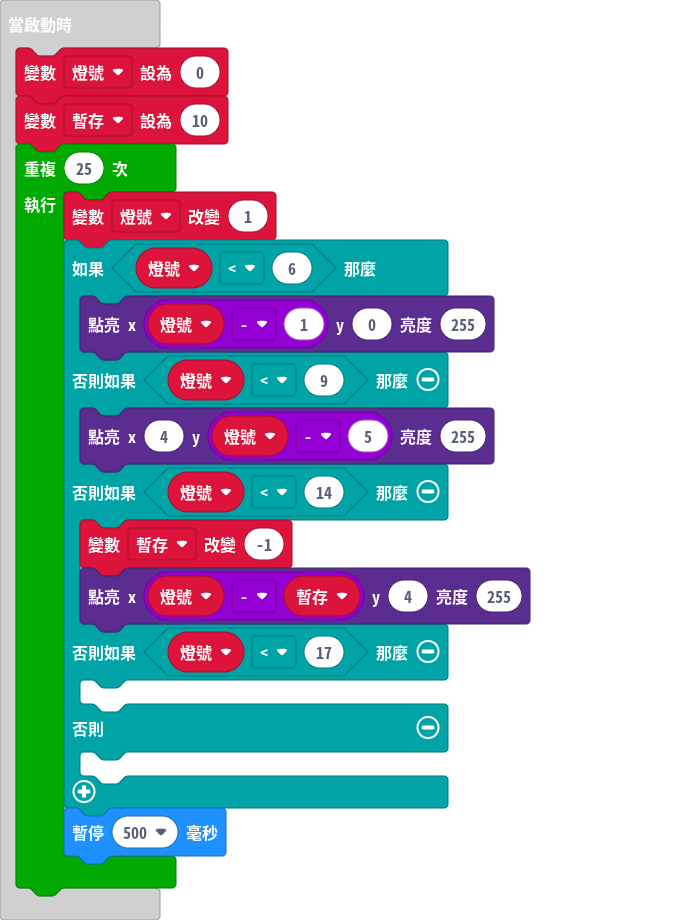 當啟動時
變數 燈號 設為 0
變數 暫存 設為 10
重複 25 次
執行
變數 燈號 改變 1
如果 燈號 < 6 那麼
點亮 x 燈號 - 1 y 0 亮度 255
否則如果 燈號 < 9 那麼
點亮 x 4 y 燈號 - 5 亮度 255
否則如果 燈號 < 14 那麼
變數 暫存 改變 -1
點亮 x 燈號 - 暫存 y 4 亮度 255
否則如果 燈號 < 17 那麼
否則
暫停 500 毫秒